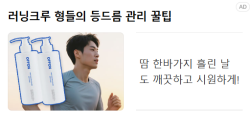 AD
러닝크루 형들의 등드름 관리 꿀팁
땀 한바가지 흘린 날
도 깨끗하고 시원하게!